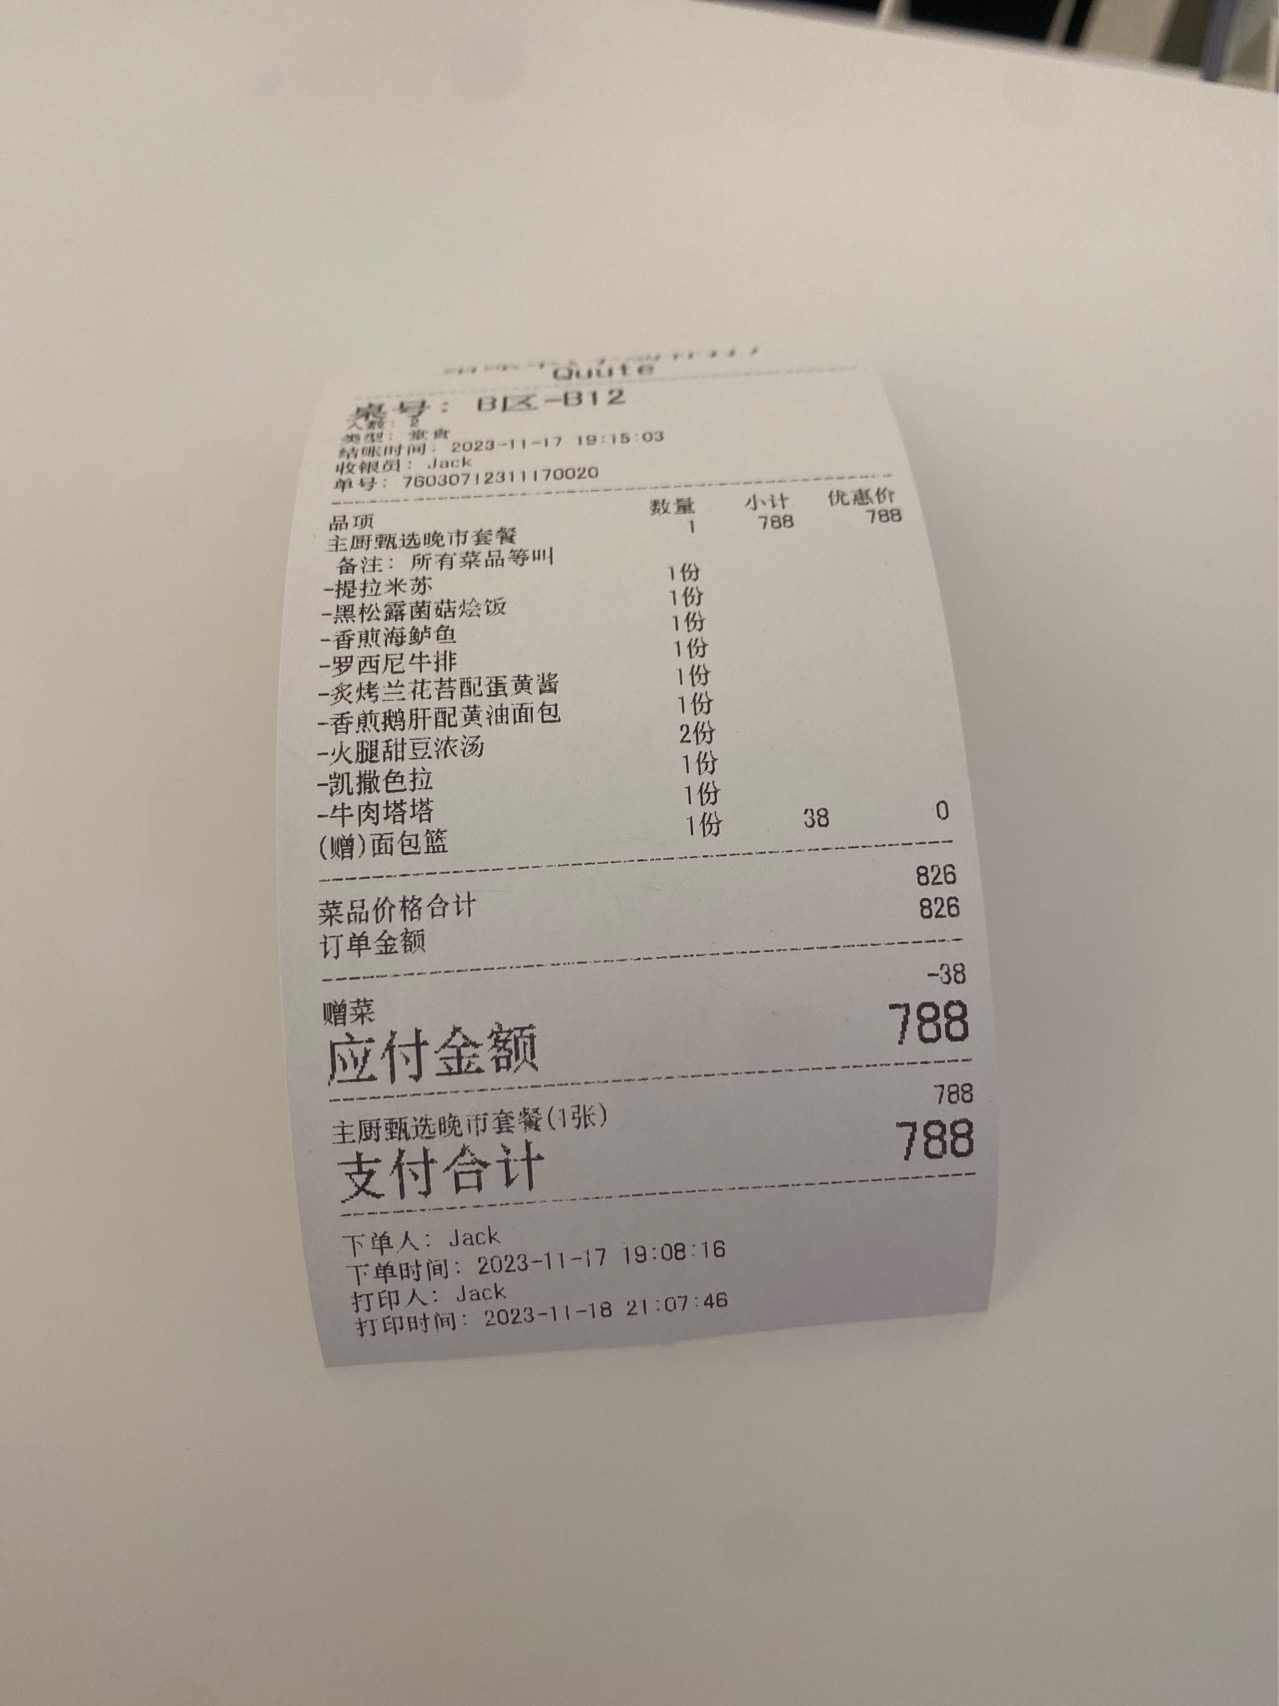 Quute
桌号: B区-B12
人数: 2
类型: 堂食
结账时间: 2023-11-17 19:15:03
收银员: Jack
单号: 76030712311170020
品项 数量 小计 优惠价
主厨甄选晚市套餐 1 788 788
备注: 所有菜品等叫
-提拉米苏 1份
-黑松露菌菇烩饭 1份
-香煎海鲈鱼 1份
-罗西尼牛排 1份
-炙烤兰花苔配蛋黄酱 1份
-香煎鹅肝配黄油面包 1份
-火腿甜豆浓汤 2份
-凯撒色拉 1份
-牛肉塔塔 1份
(赠)面包篮 1份 38 0
菜品价格合计 826
订单金额 826
赠菜 -38
应付金额 788
主厨甄选晚市套餐(1张) 788
支付合计 788
下单人: Jack
下单时间: 2023-11-17 19:08:16
打印人: Jack
打印时间: 2023-11-18 21:07:46